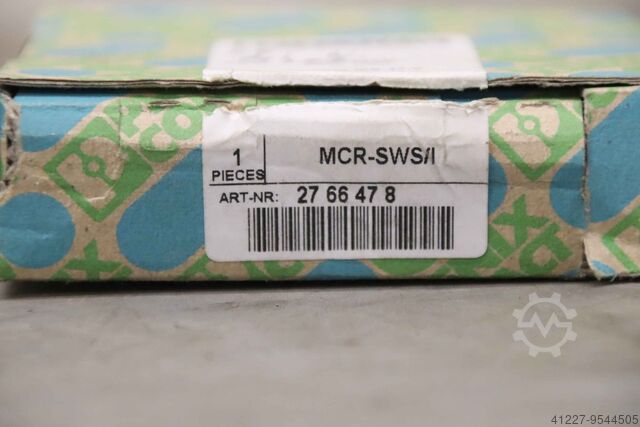 1
PIECES
MCR-SWS/I
ART-NR: 27 66 47 8
41227-9544505